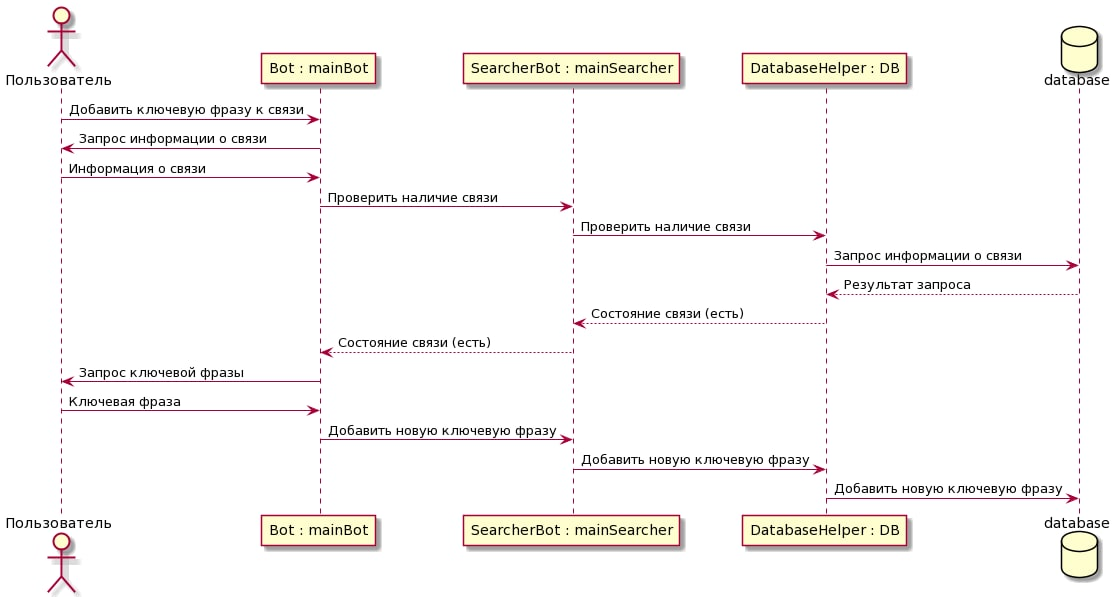 Пользователь
Bot : mainBot
SearcherBot : mainSearcher
DatabaseHelper : DB
database
Добавить ключевую фразу к связи
Запрос информации о связи
Информация о связи
Проверить наличие связи
Проверить наличие связи
Запрос информации о связи
Результат запроса
Состояние связи (есть)
Состояние связи (есть)
Запрос ключевой фразы
Ключевая фраза
Добавить новую ключевую фразу
Добавить новую ключевую фразу
Добавить новую ключевую фразу
Пользователь
Bot : mainBot
SearcherBot : mainSearcher
DatabaseHelper : DB
database